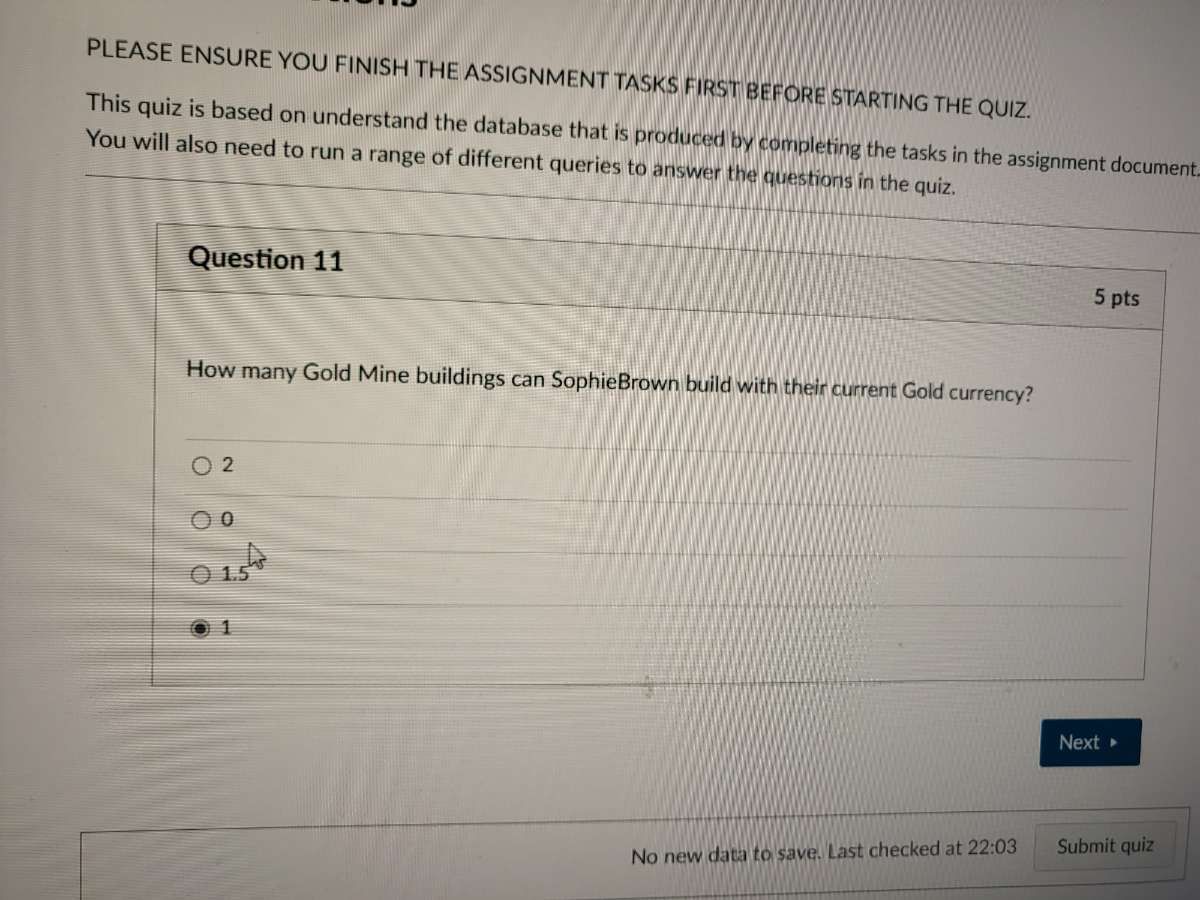 PLEASE ENSURE YOU FINISH THE ASSIGNMENT TASKS FIRST BEFORE STARTING THE QUIZ.
This quiz is based on understand the database that is produced by completing the tasks in the assignment document.
You will also need to run a range of different queries to answer the questions in the quiz.
Question 11
5 pts
How many Gold Mine buildings can SophieBrown build with their current Gold currency?
2
0
1.5
1
Next
No new data to save. Last checked at 22:03
Submit quiz